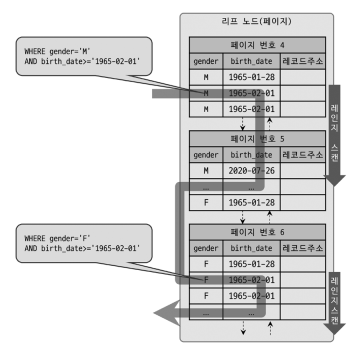 리프 노드(페이지)
WHERE gender='M'
AND birth_date>='1965-02-01'
페이지 번호 4
gender birth_date 레코드주소
M 1965-01-28
M 1965-02-01
M 1965-02-01
레인지 스캔
페이지 번호 5
gender birth_date 레코드주소
M 2020-07-26
... ...
F 1965-01-28
WHERE gender='F'
AND birth_date>='1965-02-01'
페이지 번호 6
gender birth_date 레코드주소
F 1965-01-28
F 1965-02-01
F 1965-02-01
... ...
레인지 스캔